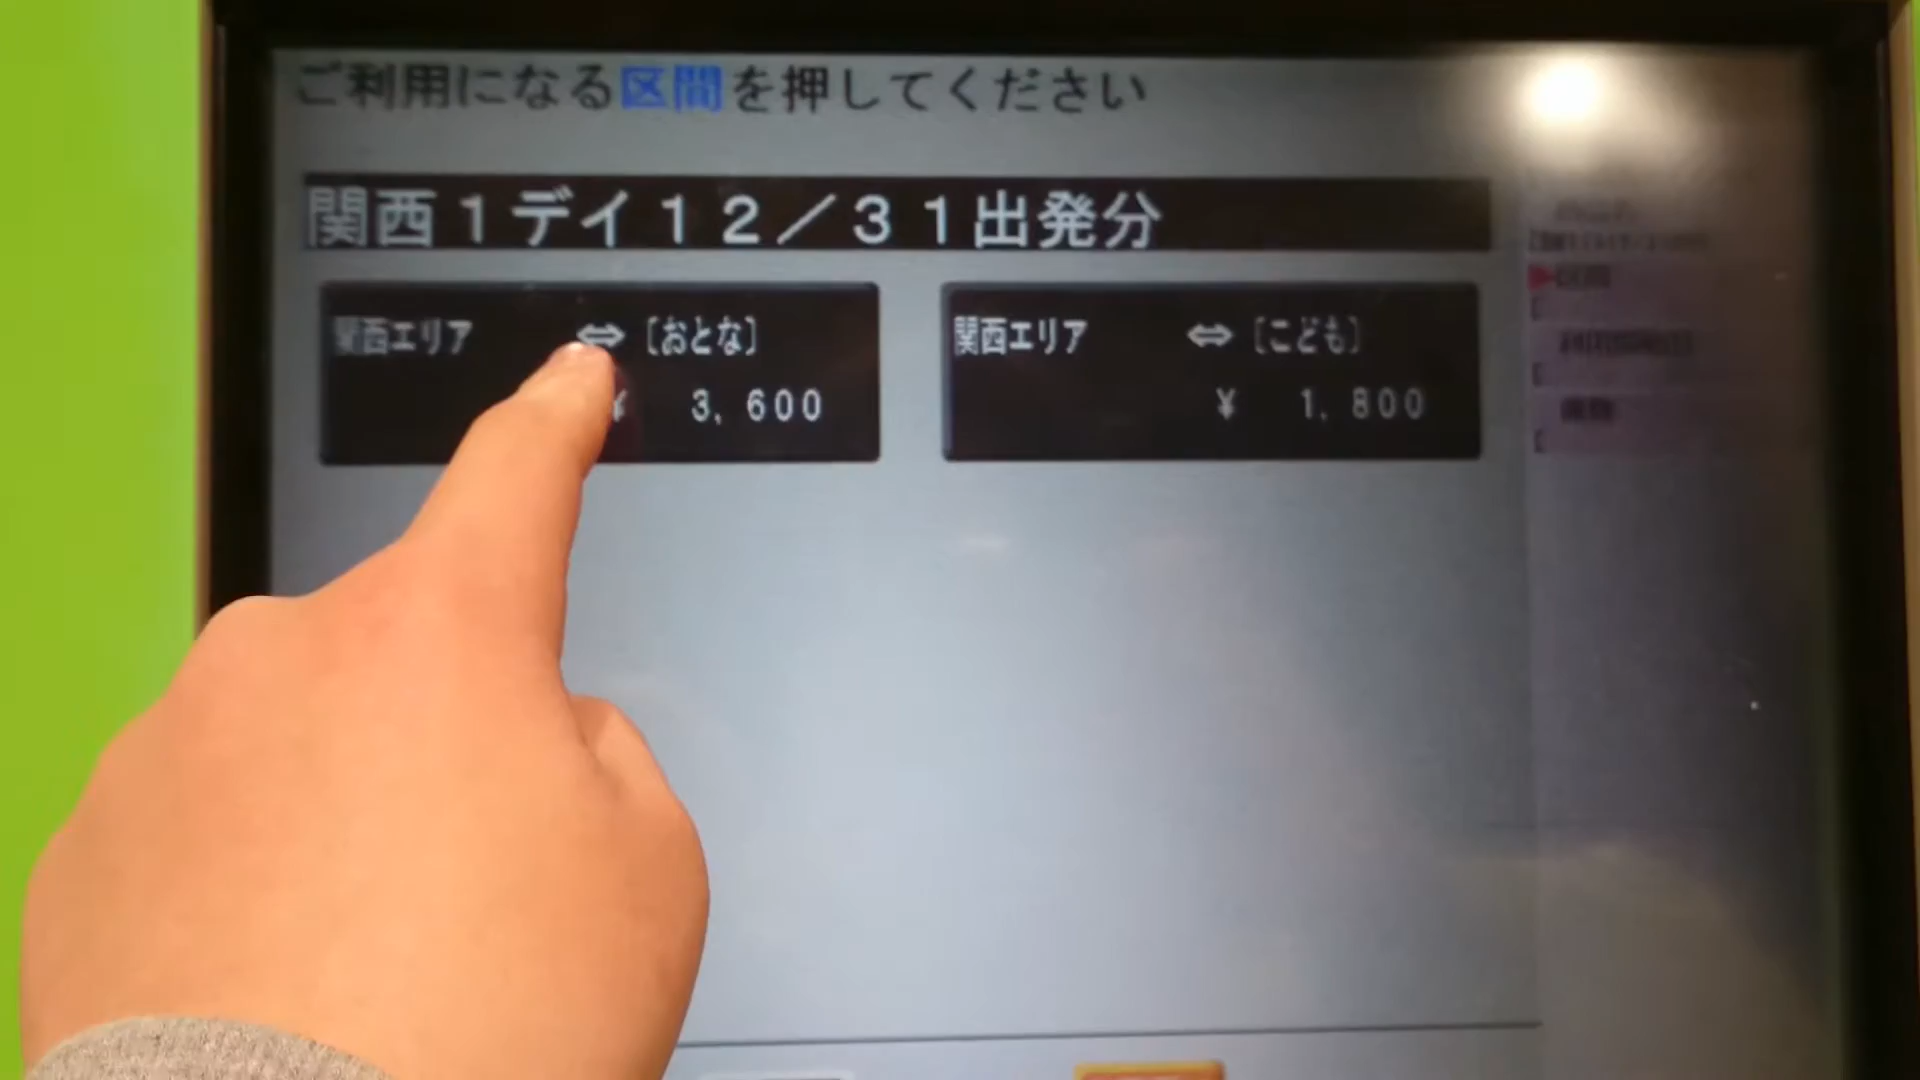 ご利用になる区間を押してください
関西１デイ１２／３１出発分
関西エリア ⇔ [おとな]
¥ 3,600
関西エリア ⇔ [こども]
¥ 1,800